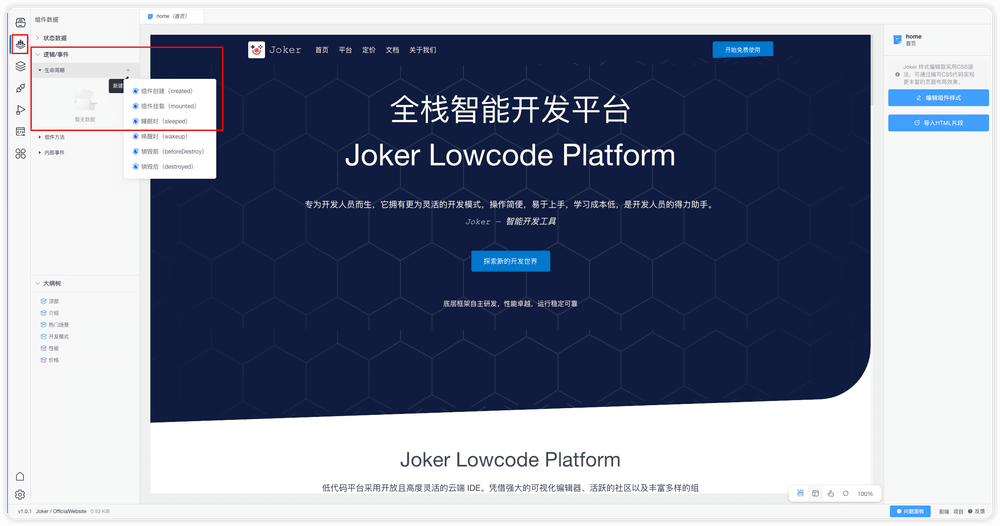 组件数据
home（首页）
状态数据
逻辑/事件
生命周期
新建
组件创建（created）
组件挂载（mounted）
睡眠时（sleeped）
唤醒时（wakeup）
销毁前（beforeDestroy）
销毁后（destroyed）
暂无数据
组件方法
内部事件
大纲树
顶部
介绍
热门场景
开发模式
性能
价格
Joker
首页
平台
定价
文档
关于我们
开始免费使用
全栈智能开发平台
Joker Lowcode Platform
专为开发人员而生，它拥有更为灵活的开发模式，操作简便，易于上手，学习成本低，是开发人员的得力助手。
Joker — 智能开发工具
探索新的开发世界
底层框架自主研发，性能卓越，运行稳定可靠
Joker Lowcode Platform
低代码平台采用开放且高度灵活的云端 IDE。凭借强大的可视化编辑器、活跃的社区以及丰富多样的组
100%
home
首页
Joker 样式编辑默采用CSS语
法，可通过编写CSS代码实现
更丰富的页面布局效果。
编辑组件样式
导入HTML片段
v1.0.1 Joker / OfficialWebsite 0.93 KiB
问题面板
项目
反馈